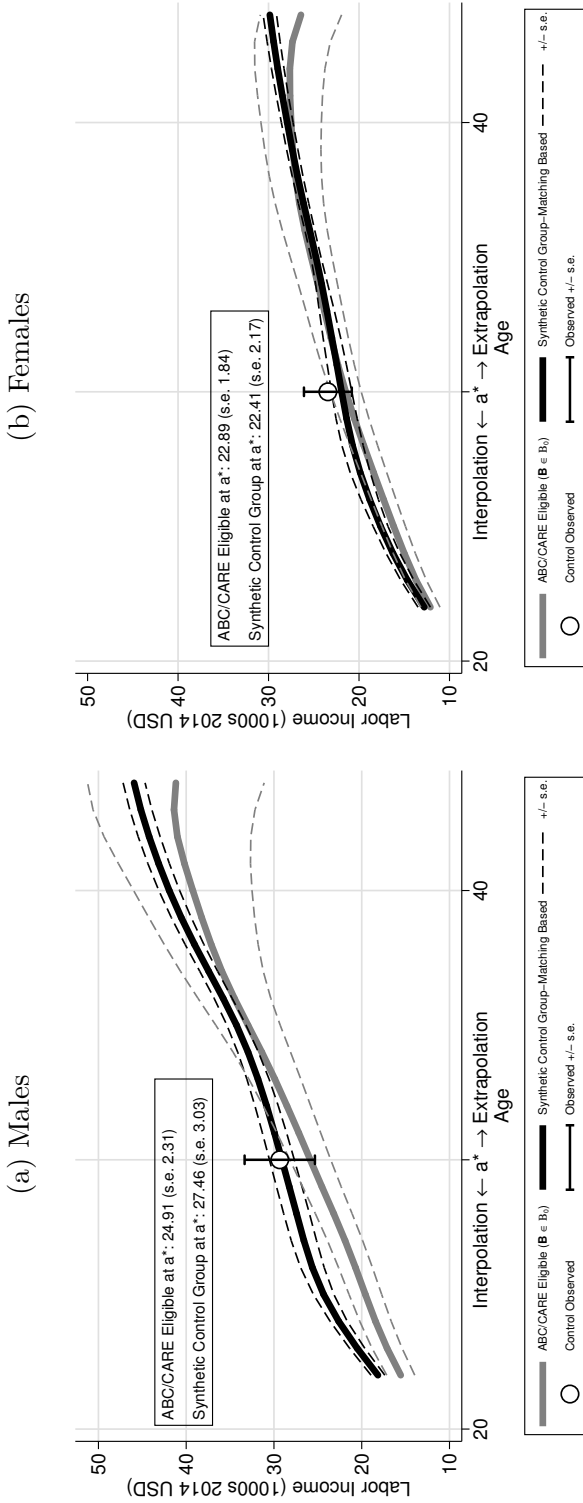 (a) Males
ABC/CARE Eligible at a*: 24.91 (s.e. 2.31)
Synthetic Control Group at a*: 27.46 (s.e. 3.03)
Labor Income (1000s 2014 USD)
50
40
30
20
10
20
Interpolation ← a* → Extrapolation
40
Age
ABC/CARE Eligible (B ∈ B₀)
Synthetic Control Group−Matching Based
+/− s.e.
Control Observed
Observed +/− s.e.
(b) Females
ABC/CARE Eligible at a*: 22.89 (s.e. 1.84)
Synthetic Control Group at a*: 22.41 (s.e. 2.17)
Labor Income (1000s 2014 USD)
50
40
30
20
10
20
Interpolation ← a* → Extrapolation
40
Age
ABC/CARE Eligible (B ∈ B₀)
Synthetic Control Group−Matching Based
+/− s.e.
Control Observed
Observed +/− s.e.